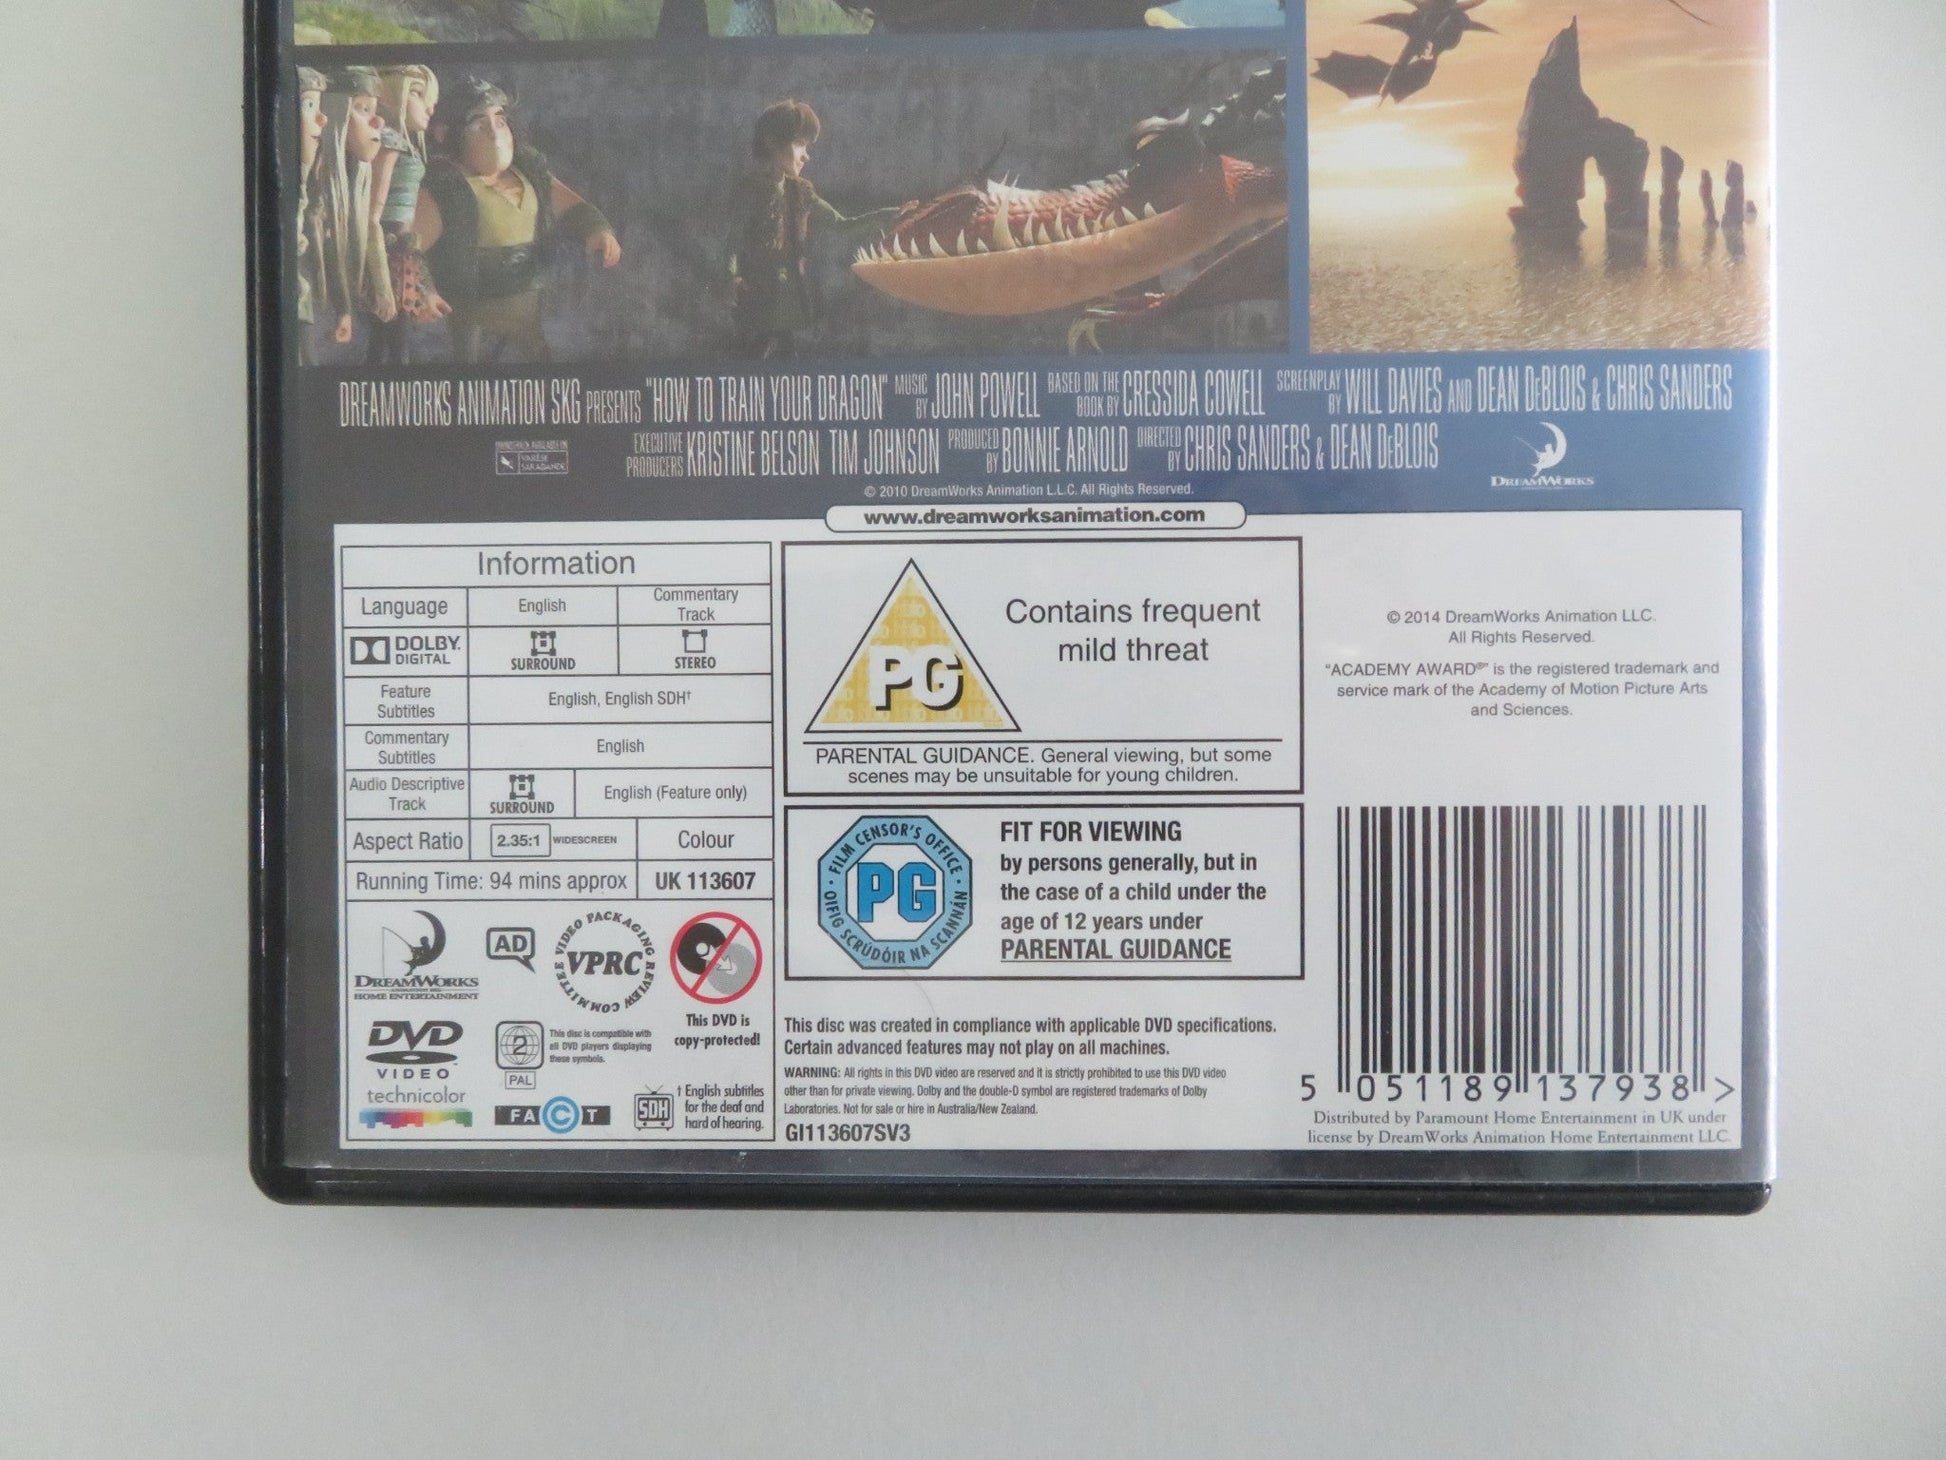 DREAMWORKS ANIMATION SKG PRESENTS "HOW TO TRAIN YOUR DRAGON" MUSIC BY JOHN POWELL BASED ON THE BOOK BY CRESSIDA COWELL SCREENPLAY BY WILL DAVIES AND DEAN DEBLOIS & CHRIS SANDERS
SOUNDTRACK AVAILABLE ON
VARÈSE
SARABANDE
EXECUTIVE PRODUCERS KRISTINE BELSON TIM JOHNSON PRODUCED BY BONNIE ARNOLD DIRECTED BY CHRIS SANDERS & DEAN DEBLOIS
DREAMWORKS
© 2010 DreamWorks Animation L.L.C. All Rights Reserved.
www.dreamworksanimation.com
Information
Language English Commentary Track
DOLBY DIGITAL SURROUND STEREO
Feature Subtitles English, English SDH†
Commentary Subtitles English
Audio Descriptive Track SURROUND English (Feature only)
Aspect Ratio 2.35:1 WIDESCREEN Colour
Running Time: 94 mins approx UK 113607
DREAMWORKS
ANIMATION SKG
HOME ENTERTAINMENT
AD
VIDEO PACKAGING REVIEW COMMITTEE
VPRC
This DVD is
copy-protected!
DVD
VIDEO
technicolor
2
PAL
This disc is compatible with
all DVD players displaying
these symbols.
FACT
SDH
† English subtitles
for the deaf and
hard of hearing.
PG
Contains frequent
mild threat
PARENTAL GUIDANCE. General viewing, but some
scenes may be unsuitable for young children.
FILM CENSOR'S OFFICE
PG
OIFIG SCRÚDÓIR NA SCANNÁN
FIT FOR VIEWING
by persons generally, but in
the case of a child under the
age of 12 years under
PARENTAL GUIDANCE
This disc was created in compliance with applicable DVD specifications.
Certain advanced features may not play on all machines.
WARNING: All rights in this DVD video are reserved and it is strictly prohibited to use this DVD video
other than for private viewing. Dolby and the double-D symbol are registered trademarks of Dolby
Laboratories. Not for sale or hire in Australia/New Zealand.
GI113607SV3
© 2014 DreamWorks Animation LLC.
All Rights Reserved.
"ACADEMY AWARD®" is the registered trademark and
service mark of the Academy of Motion Picture Arts
and Sciences.
5 051189 137938 >
Distributed by Paramount Home Entertainment in UK under
license by DreamWorks Animation Home Entertainment LLC.